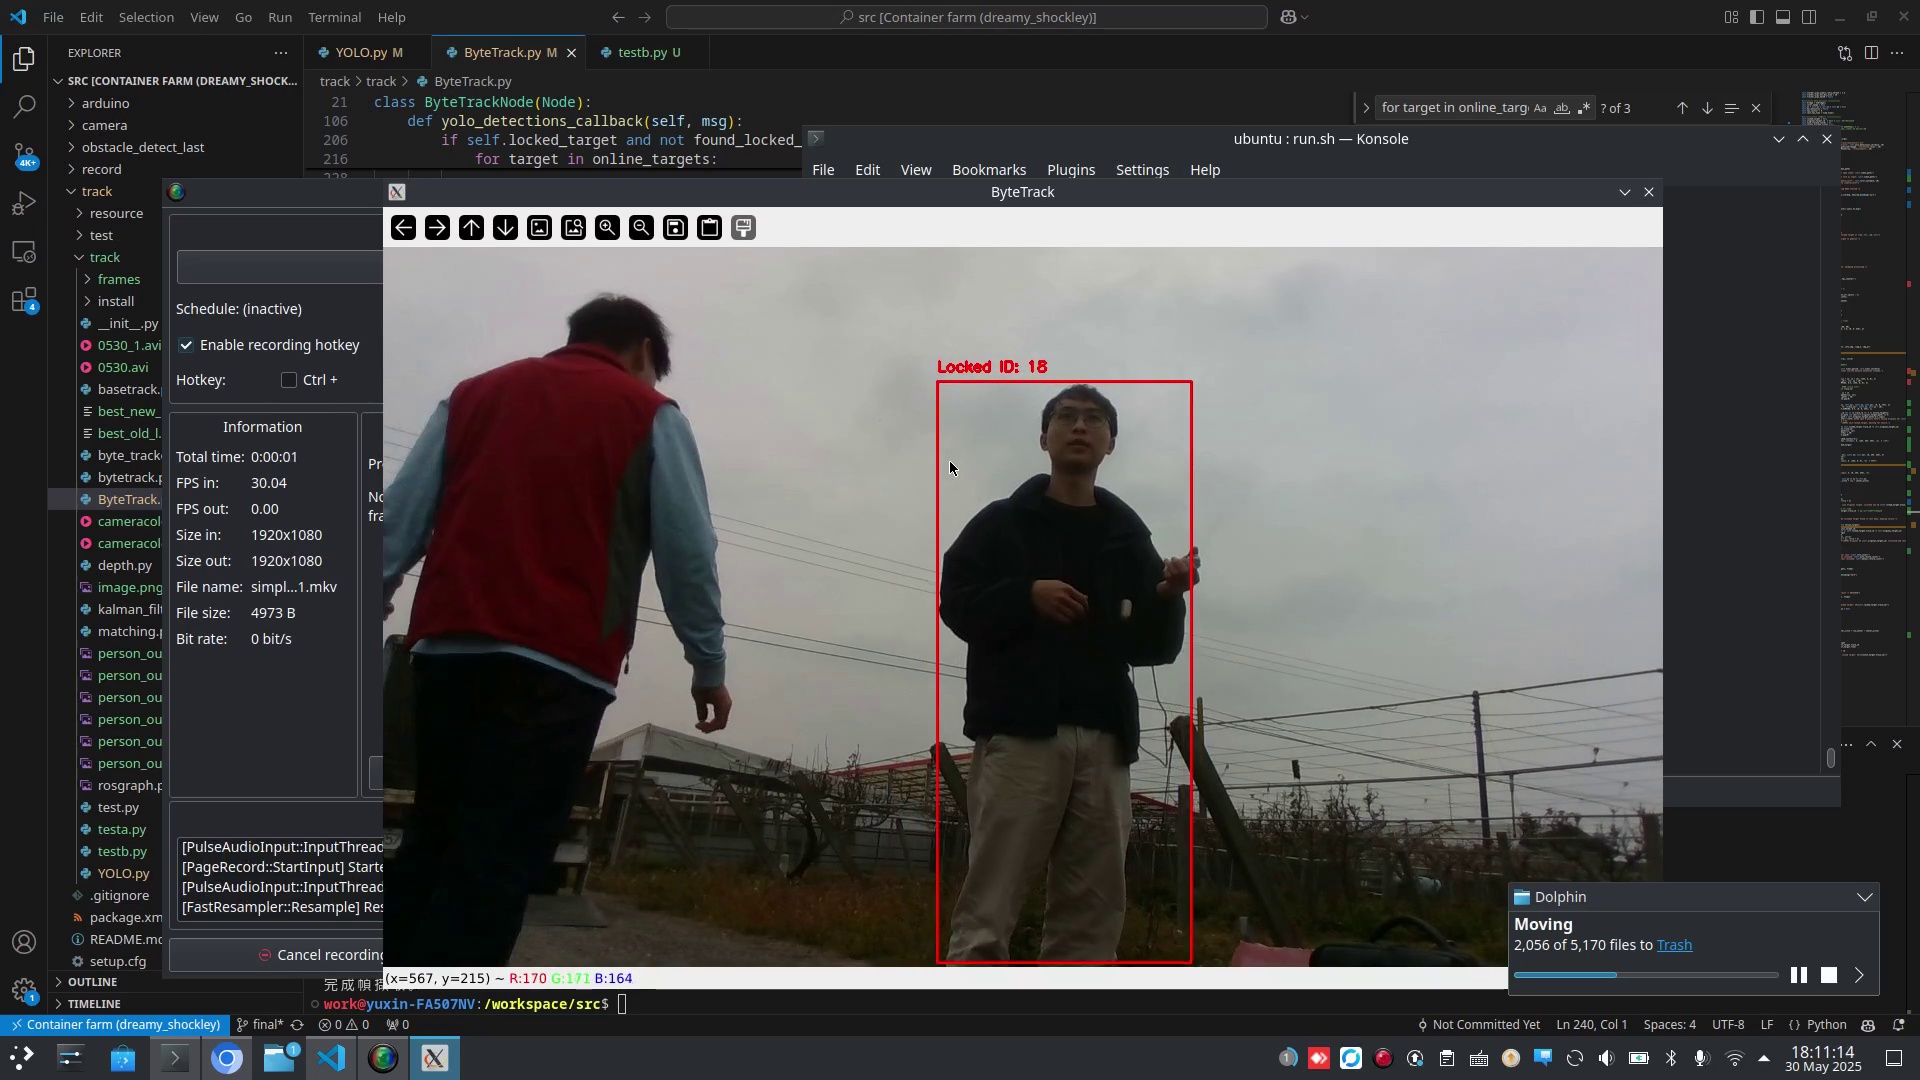 File Edit Selection View Go Run Terminal Help
src [Container farm (dreamy_shockley)]
EXPLORER
SRC [CONTAINER FARM (DREAMY_SHOCK...
arduino
camera
obstacle_detect_last
record
track
resource
test
track
frames
install
__init__.py
0530_1.avi
0530.avi
basetrack.
best_new_
best_old_l.
byte_track
bytetrack.p
ByteTrack.
cameracol
cameracol
depth.py
image.png
kalman_filt
matching.p
person_ou
person_ou
person_ou
person_ou
person_ou
person_ou
rosgraph.p
test.py
testa.py
testb.py
YOLO.py
.gitignore
package.xm
README.md
setup.cfg
OUTLINE
TIMELINE
4K+
4
1
YOLO.py M
ByteTrack.py M
testb.py U
track > track > ByteTrack.py
21 class ByteTrackNode(Node):
106 def yolo_detections_callback(self, msg):
206 if self.locked_target and not found_locked_
216 for target in online_targets:
for target in online_targ
Aa ab
? of 3
ubuntu : run.sh — Konsole
File Edit View Bookmarks Plugins Settings Help
ByteTrack
Schedule: (inactive)
Enable recording hotkey
Hotkey: Ctrl +
Information
Total time: 0:00:01
FPS in: 30.04
FPS out: 0.00
Size in: 1920x1080
Size out: 1920x1080
File name: simpl...1.mkv
File size: 4973 B
Bit rate: 0 bit/s
Pr
No
fra
[PulseAudioInput::InputThread
[PageRecord::StartInput] Starte
[PulseAudioInput::InputThread
[FastResampler::Resample] Res
Cancel recording
Locked ID: 18
(x=567, y=215) ~ R:170 G:171 B:164
work@yuxin-FA507NV:/workspace/src$
Dolphin
Moving
2,056 of 5,170 files to Trash
Container farm (dreamy_shockley)
final*
0 0
0
Not Committed Yet
Ln 240, Col 1
Spaces: 4
UTF-8
LF
{} Python
1
1
18:11:14
30 May 2025